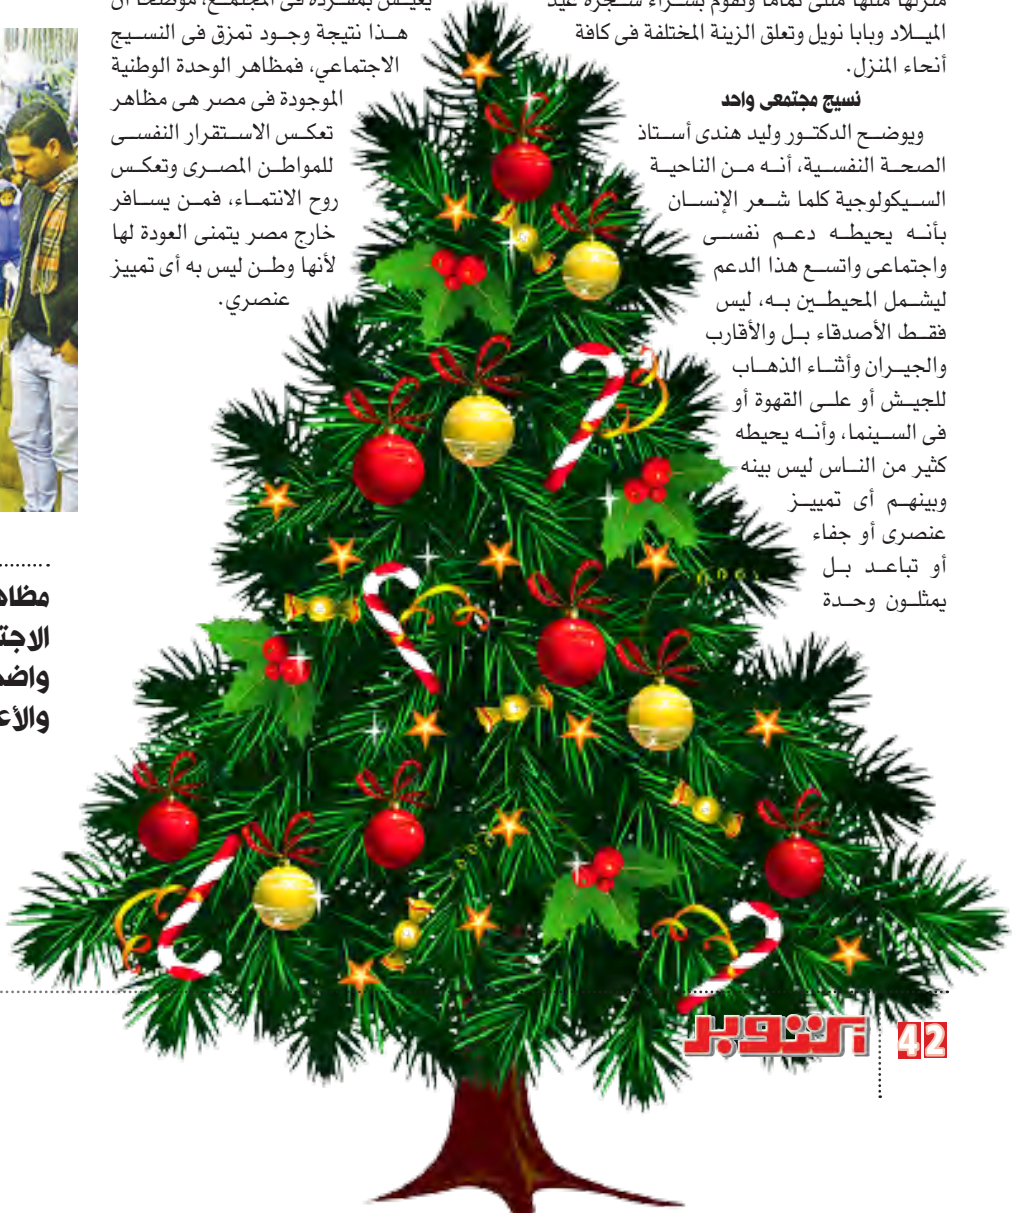 منزلها مثلها مثلى تماما وتقوم بشراء شجرة عيد
الميلاد وبابا نويل وتعلق الزينة المختلفة فى كافة
أنحاء المنزل.
نسيج مجتمعى واحد
ويوضح الدكتور وليد هندى أستاذ
الصحة النفسية، أنه من الناحية
السيكولوجية كلما شعر الإنسان
بأنه يحيطه دعم نفسى
واجتماعى واتسع هذا الدعم
ليشمل المحيطين به، ليس
فقط الأصدقاء بل والأقارب
والجيران وأثناء الذهاب
للجيش أو على القهوة أو
فى السينما، وأنه يحيطه
كثير من الناس ليس بينه
وبينهم أى تمييز
عنصرى أو جفاء
أو تباعد بل
يمثلون وحدة
يعيش بمفرده فى المجتمع، موضحا أن
هذا نتيجة وجود تمزق فى النسيج
الاجتماعي، فمظاهر الوحدة الوطنية
الموجودة فى مصر هى مظاهر
تعكس الاستقرار النفسى
للمواطن المصرى وتعكس
روح الانتماء، فمن يسافر
خارج مصر يتمنى العودة لها
لأنها وطن ليس به أى تمييز
عنصري.
أكتوبر
42